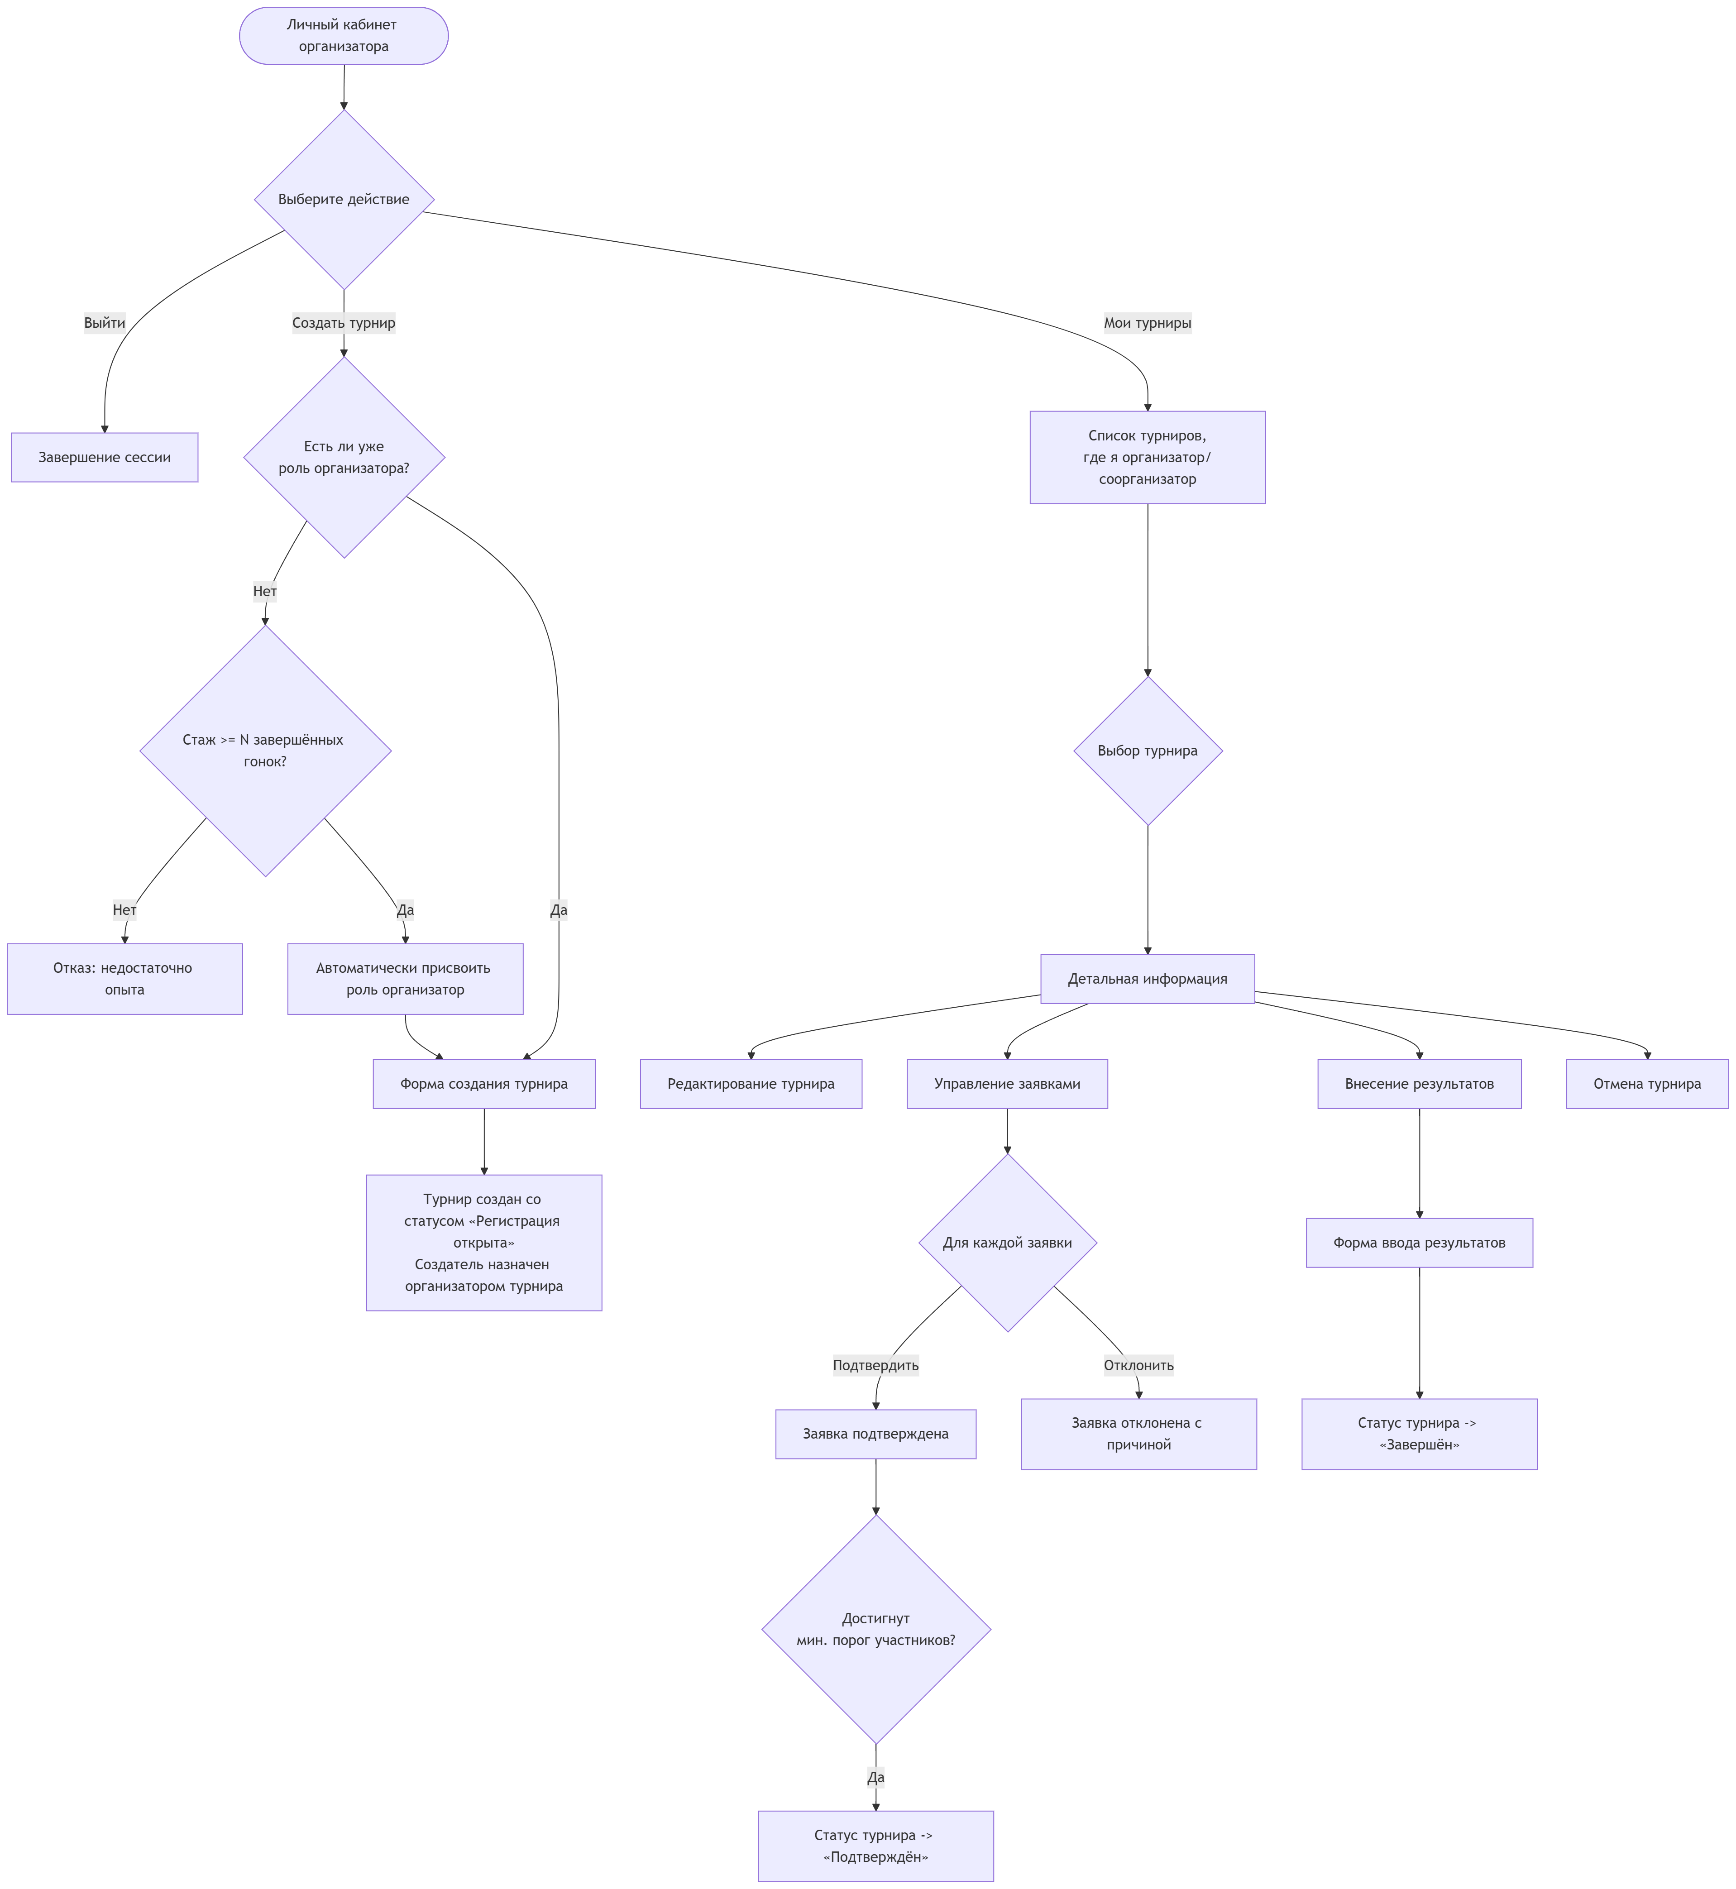 Личный кабинет
организатора
Выберите действие
Выйти
Создать турнир
Мои турниры
Завершение сессии
Есть ли уже
роль организатора?
Список турниров,
где я организатор/
соорганизатор
Нет
Стаж >= N завершённых
гонок?
Выбор турнира
Нет
Да
Да
Отказ: недостаточно
опыта
Автоматически присвоить
роль организатор
Детальная информация
Форма создания турнира
Редактирование турнира
Управление заявками
Внесение результатов
Отмена турнира
Турнир создан со
статусом «Регистрация
открыта»
Создатель назначен
организатором турнира
Для каждой заявки
Форма ввода результатов
Подтвердить
Отклонить
Заявка подтверждена
Заявка отклонена с
причиной
Статус турнира ->
«Завершён»
Достигнут
мин. порог участников?
Да
Статус турнира ->
«Подтверждён»